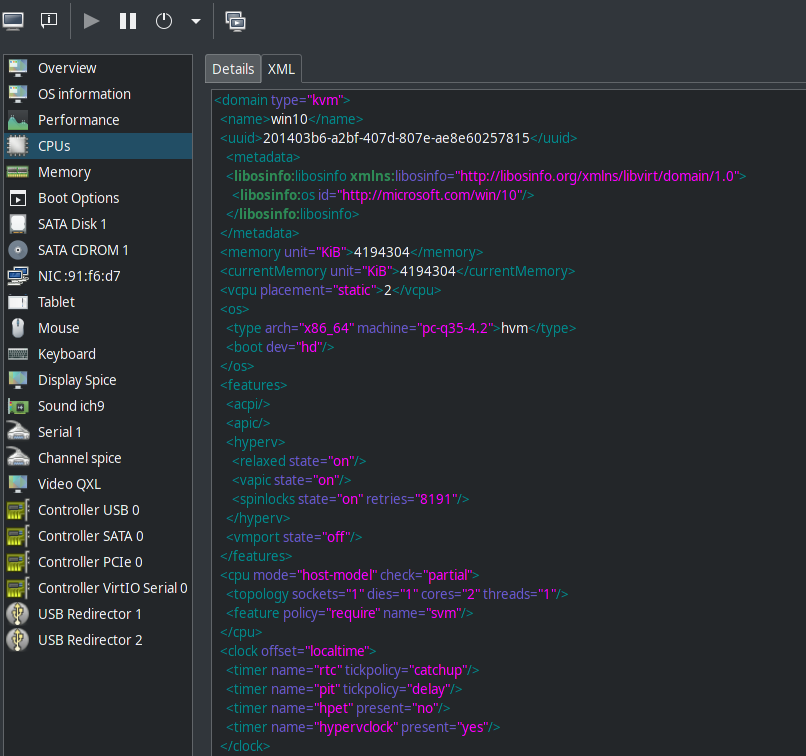 Overview
OS information
Performance
CPUs
Memory
Boot Options
SATA Disk 1
SATA CDROM 1
NIC :91:f6:d7
Tablet
Mouse
Keyboard
Display Spice
Sound ich9
Serial 1
Channel spice
Video QXL
Controller USB 0
Controller SATA 0
Controller PCIe 0
Controller VirtIO Serial 0
USB Redirector 1
USB Redirector 2
Details XML
<domain type="kvm">
<name>win10</name>
<uuid>201403b6-a2bf-407d-807e-ae8e60257815</uuid>
<metadata>
<libosinfo:libosinfo xmlns:libosinfo="http://libosinfo.org/xmlns/libvirt/domain/1.0">
<libosinfo:os id="http://microsoft.com/win/10"/>
</libosinfo:libosinfo>
</metadata>
<memory unit="KiB">4194304</memory>
<currentMemory unit="KiB">4194304</currentMemory>
<vcpu placement="static">2</vcpu>
<os>
<type arch="x86_64" machine="pc-q35-4.2">hvm</type>
<boot dev="hd"/>
</os>
<features>
<acpi/>
<apic/>
<hyperv>
<relaxed state="on"/>
<vapic state="on"/>
<spinlocks state="on" retries="8191"/>
</hyperv>
<vmport state="off"/>
</features>
<cpu mode="host-model" check="partial">
<topology sockets="1" dies="1" cores="2" threads="1"/>
<feature policy="require" name="svm"/>
</cpu>
<clock offset="localtime">
<timer name="rtc" tickpolicy="catchup"/>
<timer name="pit" tickpolicy="delay"/>
<timer name="hpet" present="no"/>
<timer name="hypervclock" present="yes"/>
</clock>